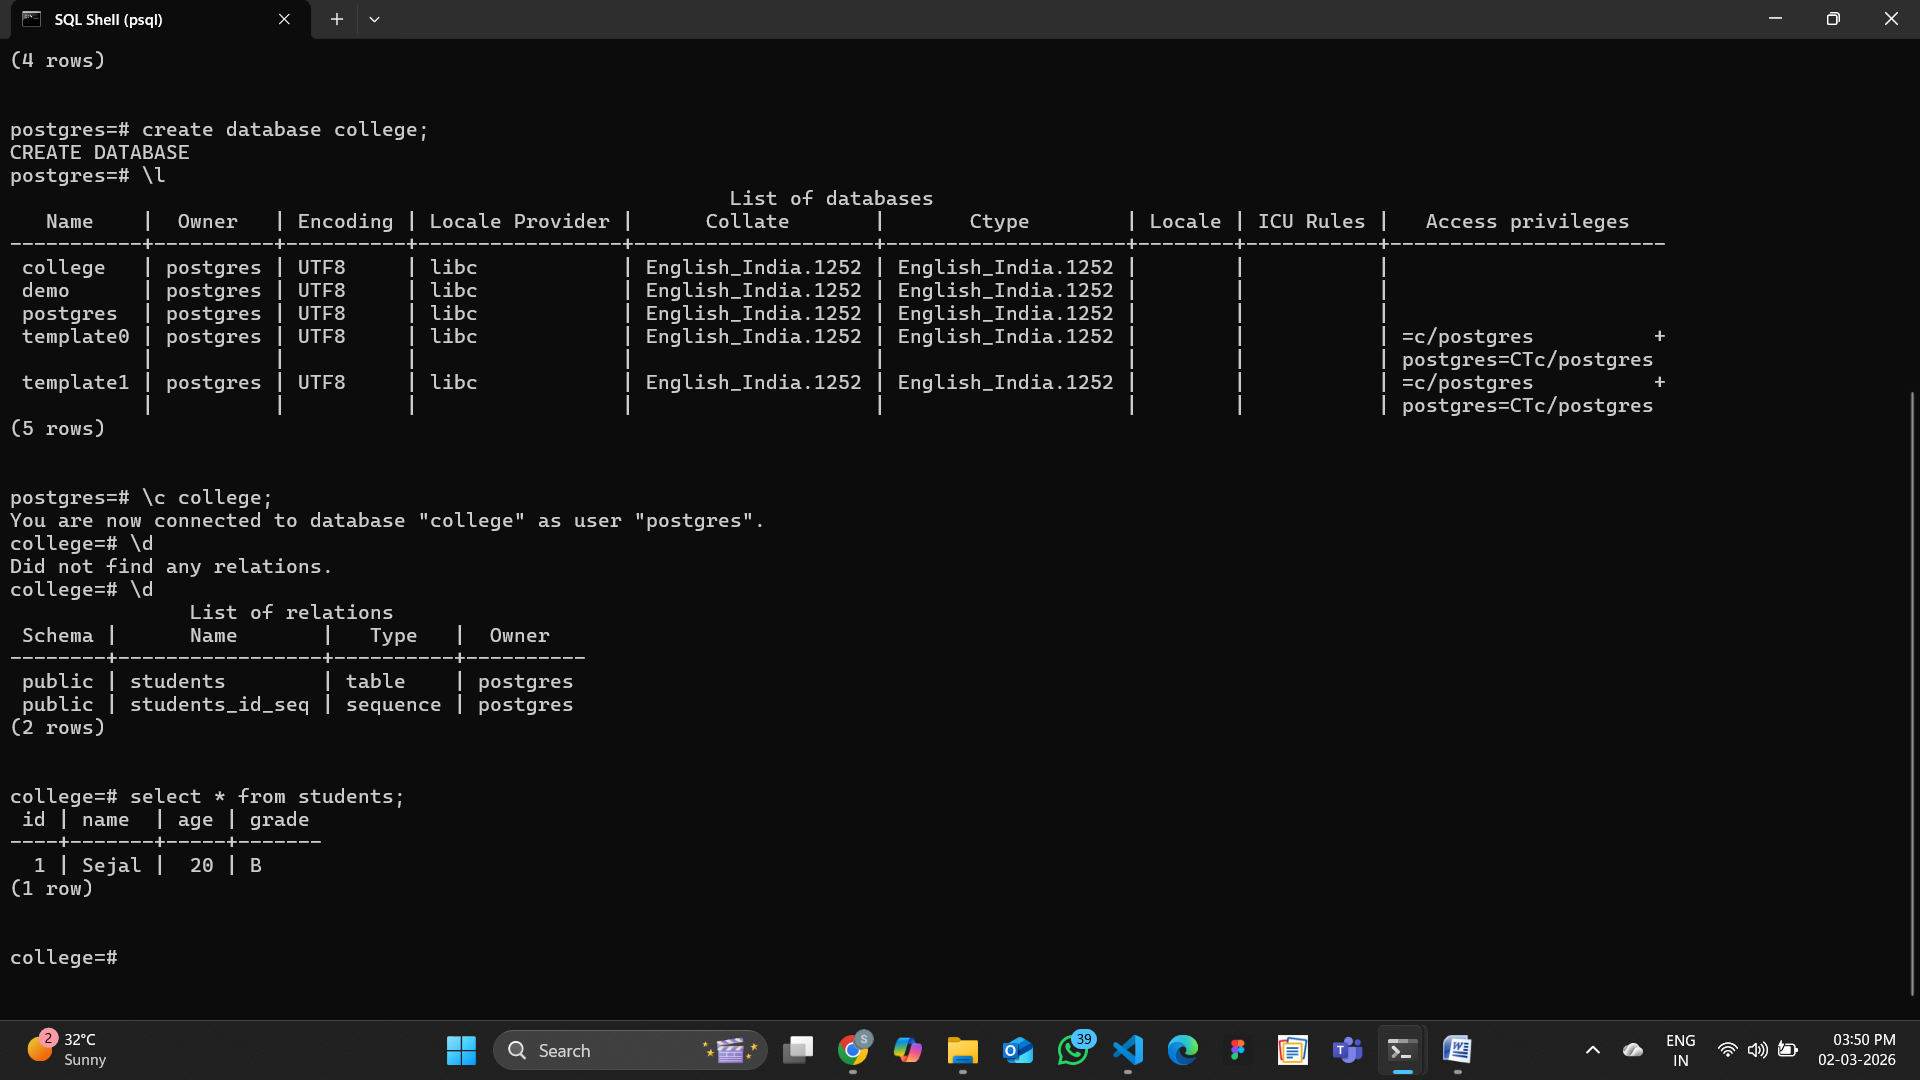 SQL Shell (psql)
(4 rows)
postgres=# create database college;
CREATE DATABASE
postgres=# \l
                                                            List of databases
   Name    |  Owner   | Encoding | Locale Provider |      Collate       |       Ctype        | Locale | ICU Rules |   Access privileges
-----------+----------+----------+-----------------+--------------------+--------------------+--------+-----------+-----------------------
 college   | postgres | UTF8     | libc            | English_India.1252 | English_India.1252 |        |           |
 demo      | postgres | UTF8     | libc            | English_India.1252 | English_India.1252 |        |           |
 postgres  | postgres | UTF8     | libc            | English_India.1252 | English_India.1252 |        |           |
 template0 | postgres | UTF8     | libc            | English_India.1252 | English_India.1252 |        |           | =c/postgres          +
           |          |          |                 |                    |                    |        |           | postgres=CTc/postgres
 template1 | postgres | UTF8     | libc            | English_India.1252 | English_India.1252 |        |           | =c/postgres          +
           |          |          |                 |                    |                    |        |           | postgres=CTc/postgres
(5 rows)
postgres=# \c college;
You are now connected to database "college" as user "postgres".
college=# \d
Did not find any relations.
college=# \d
               List of relations
 Schema |      Name       |   Type   |  Owner
--------+-----------------+----------+----------
 public | students        | table    | postgres
 public | students_id_seq | sequence | postgres
(2 rows)
college=# select * from students;
 id | name  | age | grade
----+-------+-----+-------
  1 | Sejal |  20 | B
(1 row)
college=#
2
32°C
Sunny
Search
S
39
ENG
IN
03:50 PM
02-03-2026